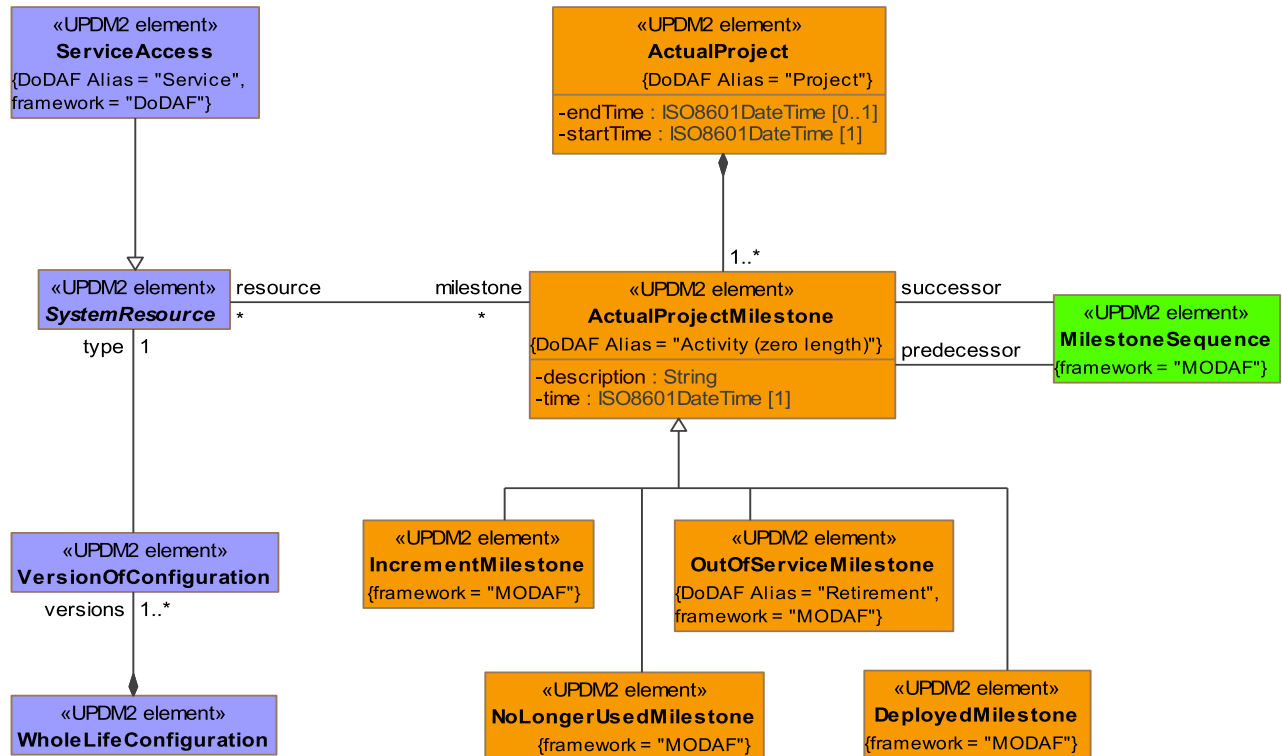 «UPDM2 element»
ServiceAccess
{DoDAF Alias = "Service",
framework = "DoDAF"}
«UPDM2 element»
ActualProject
{DoDAF Alias = "Project"}
-endTime : ISO8601DateTime [0..1]
-startTime : ISO8601DateTime [1]
1..*
«UPDM2 element»
SystemResource
resource
*
milestone
*
type
1
«UPDM2 element»
ActualProjectMilestone
{DoDAF Alias = "Activity (zero length)"}
-description : String
-time : ISO8601DateTime [1]
successor
predecessor
«UPDM2 element»
MilestoneSequence
{framework = "MODAF"}
«UPDM2 element»
VersionOfConfiguration
versions
1..*
«UPDM2 element»
WholeLifeConfiguration
«UPDM2 element»
IncrementMilestone
{framework = "MODAF"}
«UPDM2 element»
OutOfServiceMilestone
{DoDAF Alias = "Retirement",
framework = "MODAF"}
«UPDM2 element»
NoLongerUsedMilestone
{framework = "MODAF"}
«UPDM2 element»
DeployedMilestone
{framework = "MODAF"}